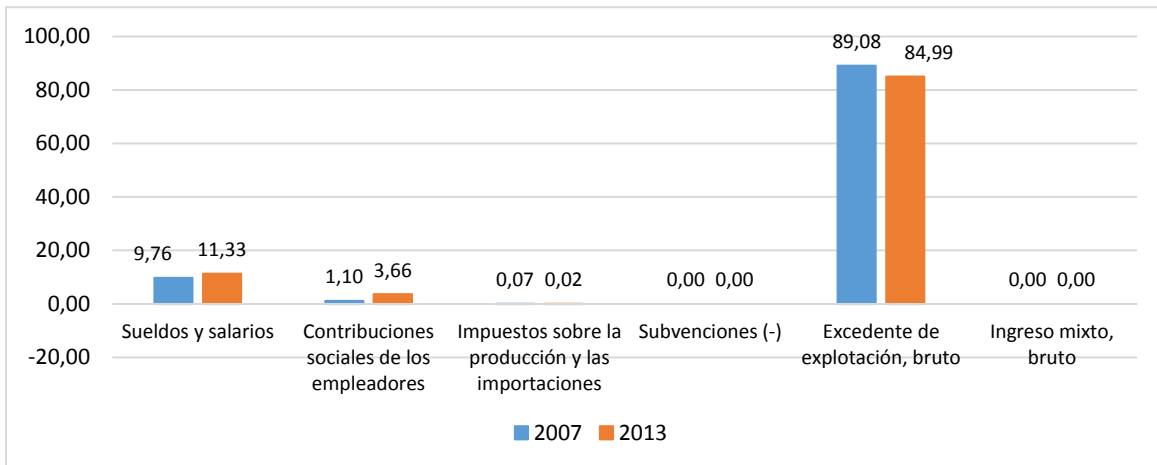 100,00
80,00
60,00
40,00
20,00
0,00
-20,00
9,76
11,33
1,10
3,66
0,07
0,02
0,00
0,00
89,08
84,99
0,00
0,00
Sueldos y salarios
Contribuciones
sociales de los
empleadores
Impuestos sobre la
producción y las
importaciones
Subvenciones (-)
Excedente de
explotación, bruto
Ingreso mixto,
bruto
2007
2013